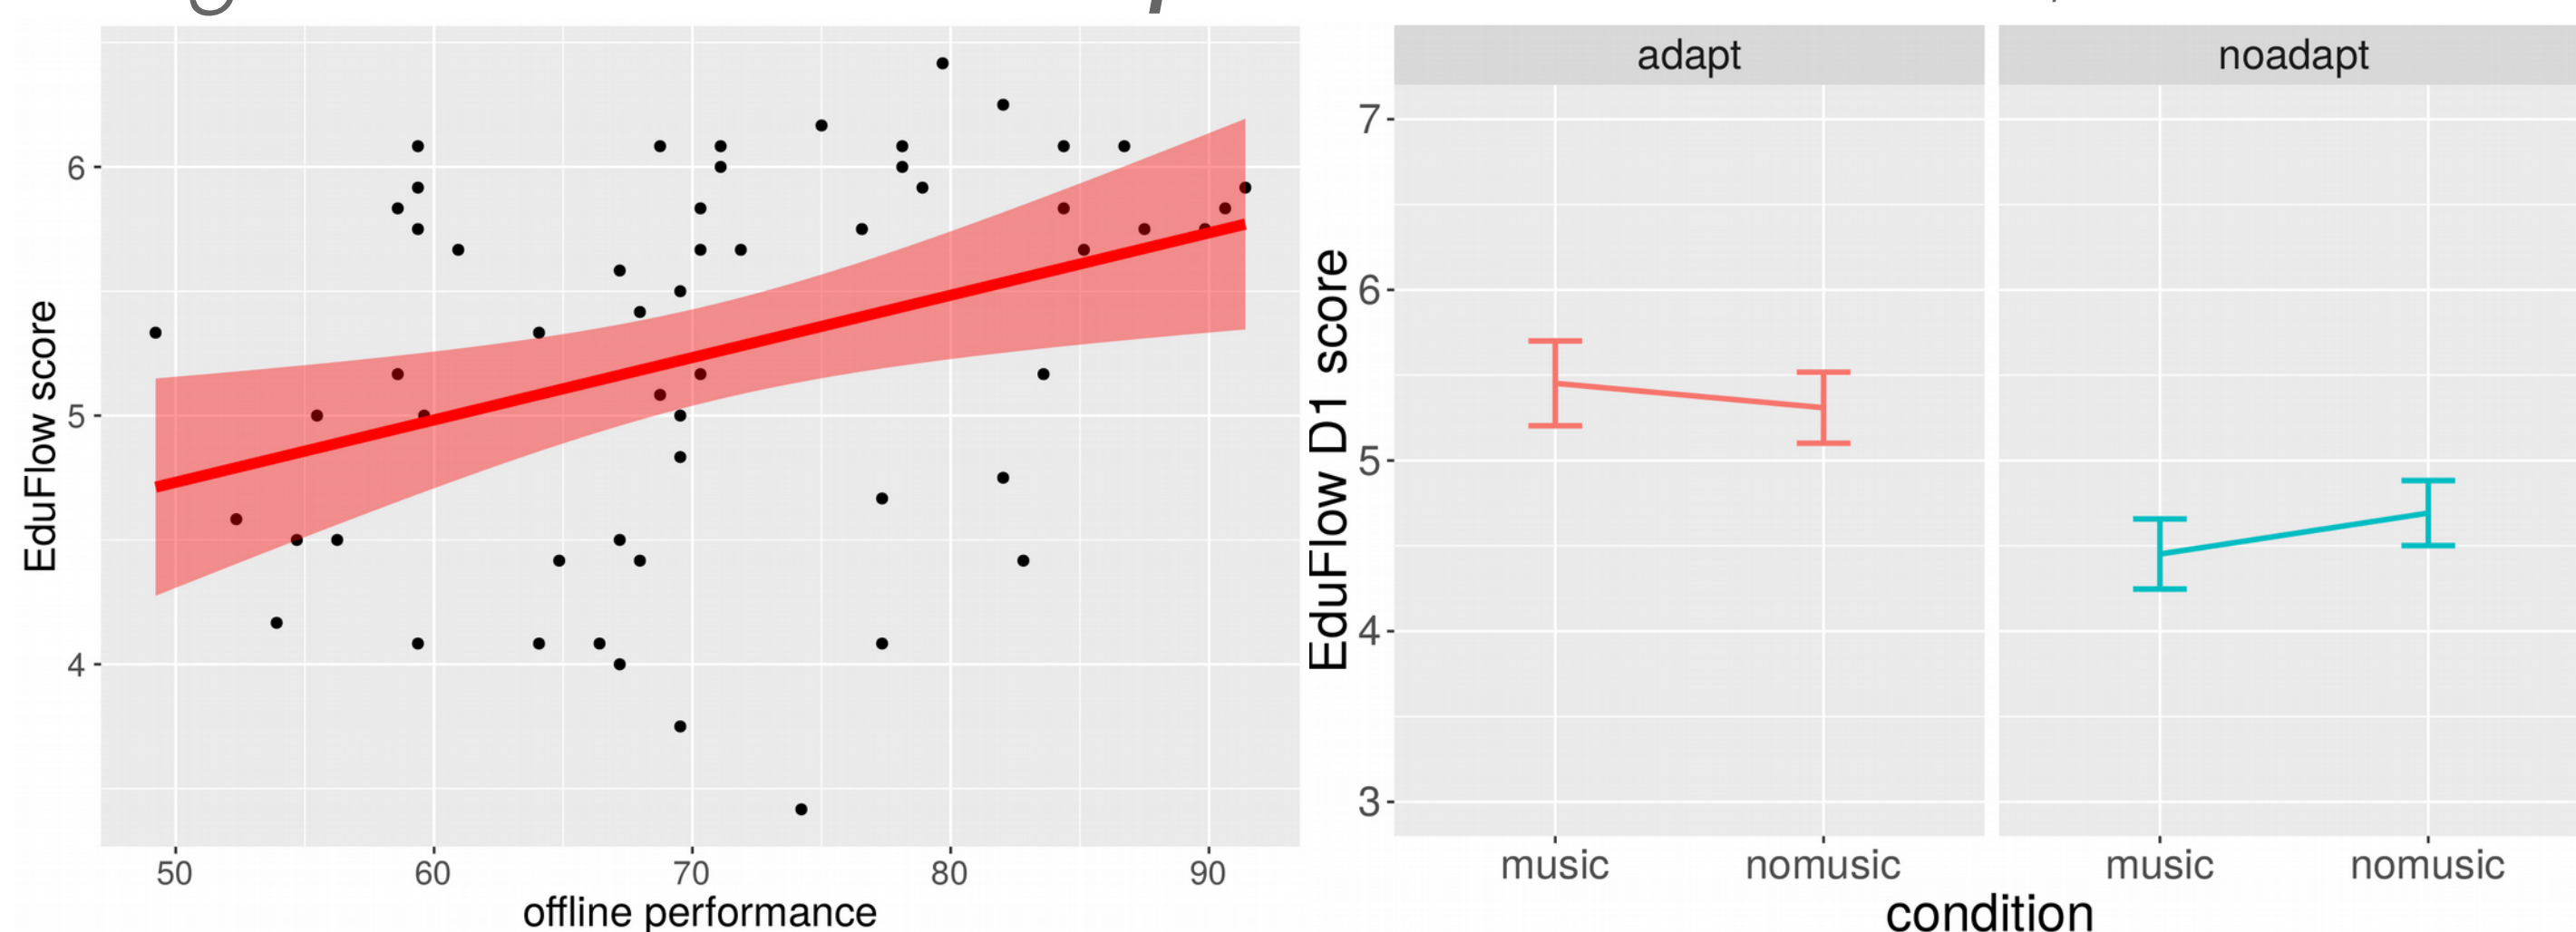 EduFlow score
6
5
4
50 60 70 80 90
offline performance
adapt noadapt
EduFlow D1 score
7
6
5
4
3
music nomusic music nomusic
condition